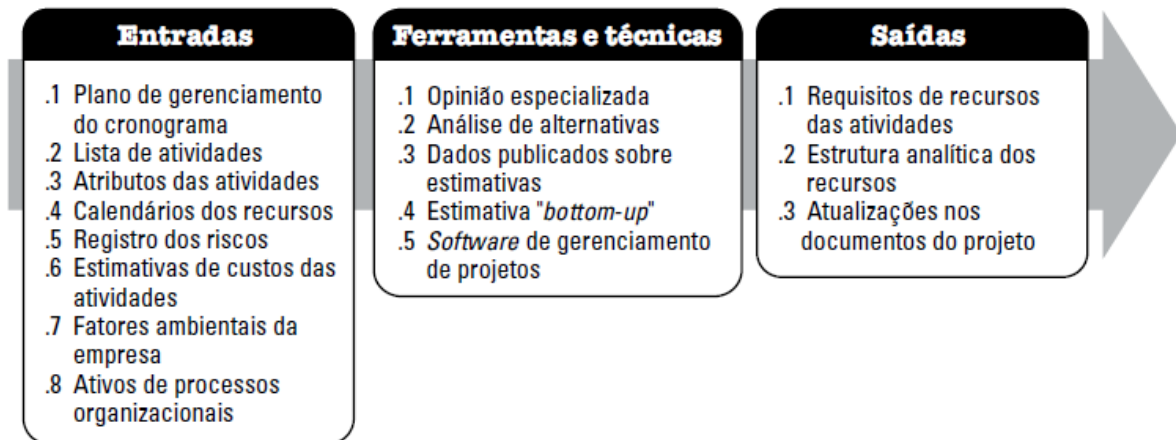 Entradas
.1 Plano de gerenciamento
do cronograma
.2 Lista de atividades
.3 Atributos das atividades
.4 Calendários dos recursos
.5 Registro dos riscos
.6 Estimativas de custos das
atividades
.7 Fatores ambientais da
empresa
.8 Ativos de processos
organizacionais
Ferramentas e técnicas
.1 Opinião especializada
.2 Análise de alternativas
.3 Dados publicados sobre
estimativas
.4 Estimativa "bottom-up"
.5 Software de gerenciamento
de projetos
Saídas
.1 Requisitos de recursos
das atividades
.2 Estrutura analítica dos
recursos
.3 Atualizações nos
documentos do projeto